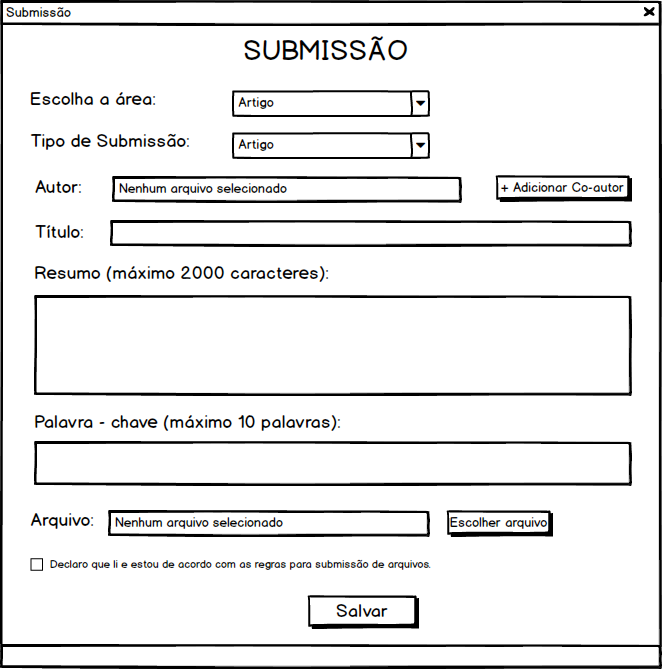 Submissão
SUBMISSÃO
Escolha a área: Artigo
Tipo de Submissão: Artigo
Autor: Nenhum arquivo selecionado + Adicionar Co-autor
Título:
Resumo (máximo 2000 caracteres):
Palavra - chave (máximo 10 palavras):
Arquivo: Nenhum arquivo selecionado Escolher arquivo
Declaro que li e estou de acordo com as regras para submissão de arquivos.
Salvar